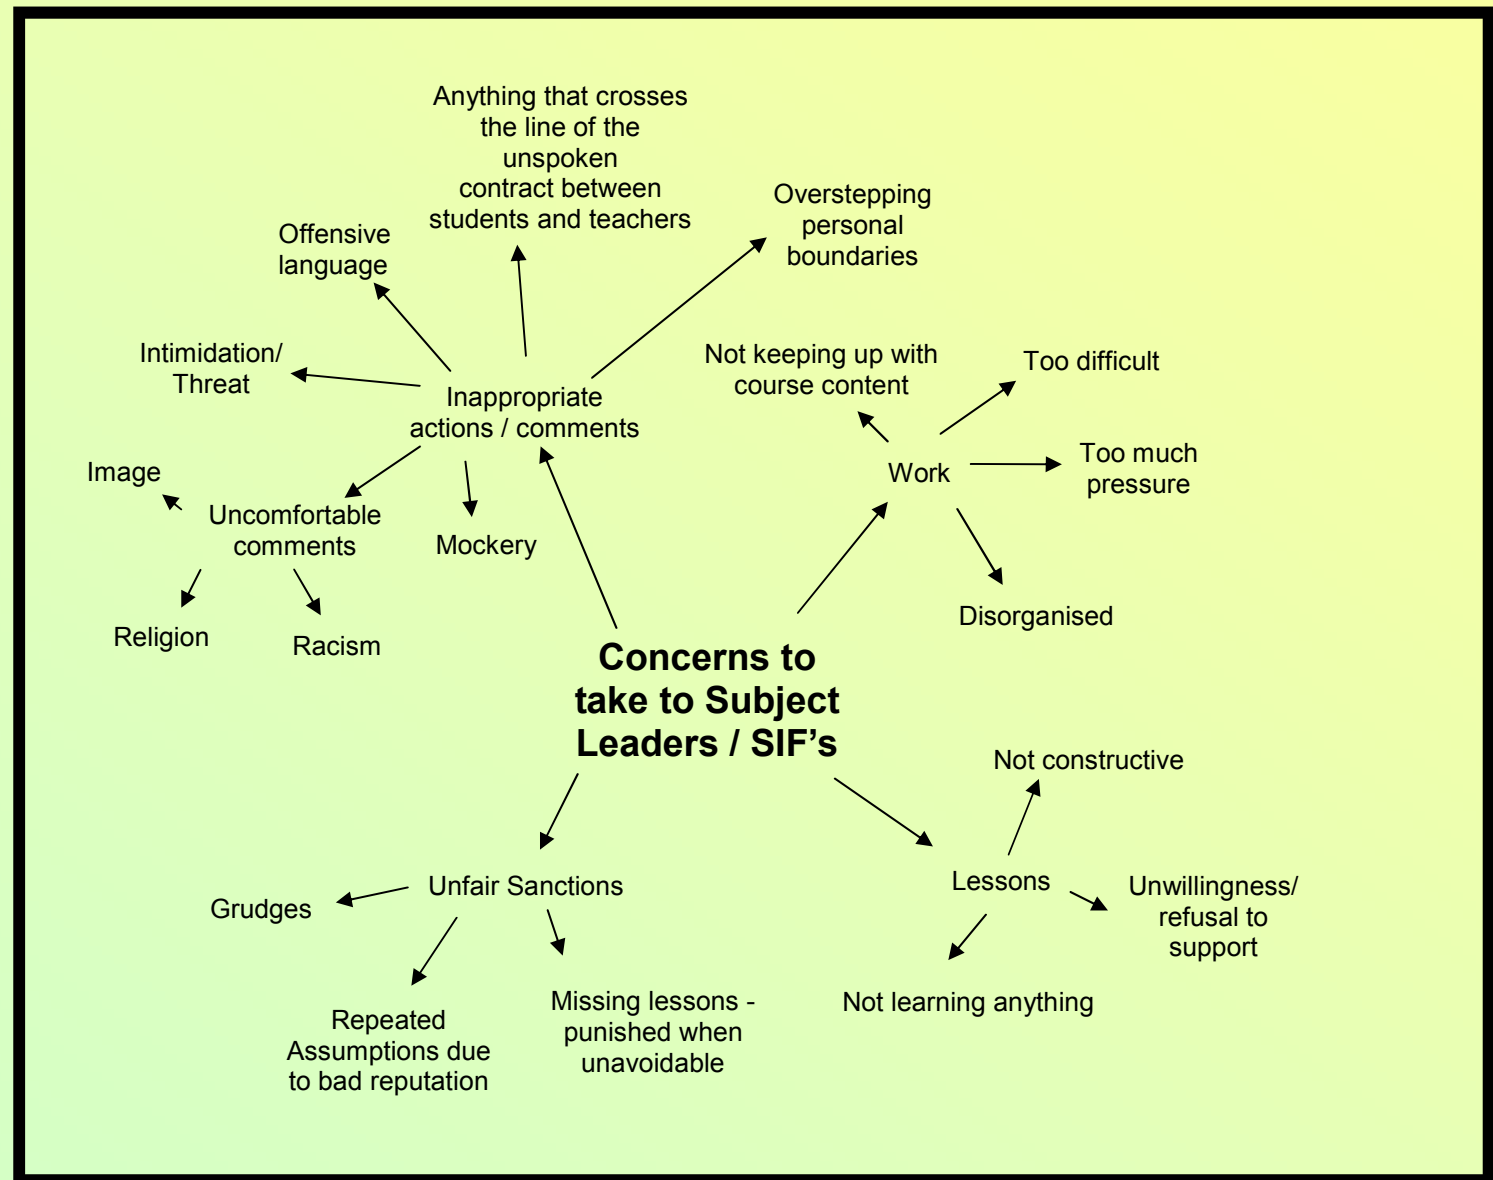 Anything that crosses
the line of the
unspoken
contract between
students and teachers
Overstepping
personal
boundaries
Offensive
language
Intimidation/
Threat
Inappropriate
actions / comments
Not keeping up with
course content
Too difficult
Work
Too much
pressure
Image
Uncomfortable
comments
Mockery
Disorganised
Religion
Racism
Concerns to
take to Subject
Leaders / SIF’s
Not constructive
Unfair Sanctions
Lessons
Unwillingness/
refusal to
support
Grudges
Repeated
Assumptions due
to bad reputation
Missing lessons -
punished when
unavoidable
Not learning anything